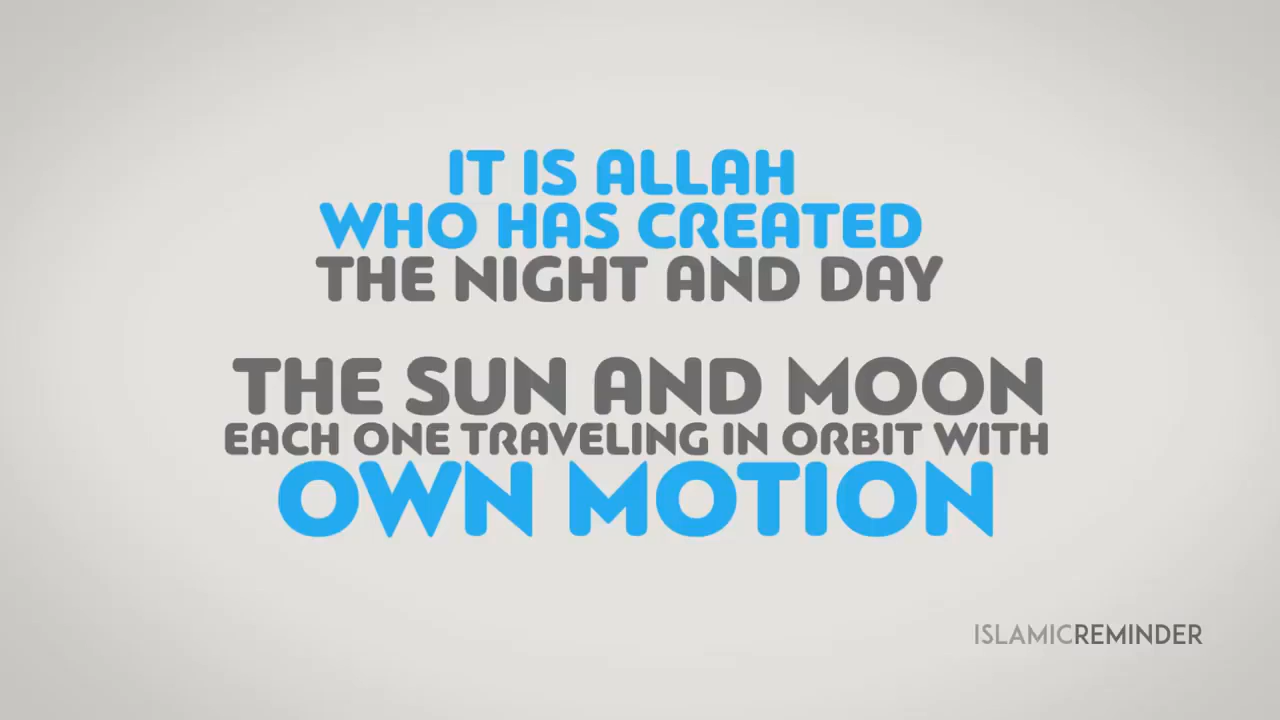 IT IS ALLAH
WHO HAS CREATED
THE NIGHT AND DAY
THE SUN AND MOON
EACH ONE TRAVELING IN ORBIT WITH
OWN MOTION
ISLAMICREMINDER